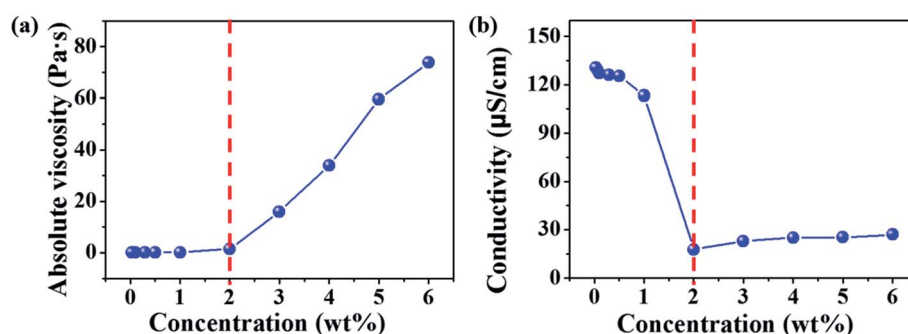 (a)
Absolute viscosity (Pa·s)
80
60
40
20
0
0 1 2 3 4 5 6
Concentration (wt%)
(b)
Conductivity (μS/cm)
150
120
90
60
30
0
0 1 2 3 4 5 6
Concentration (wt%)